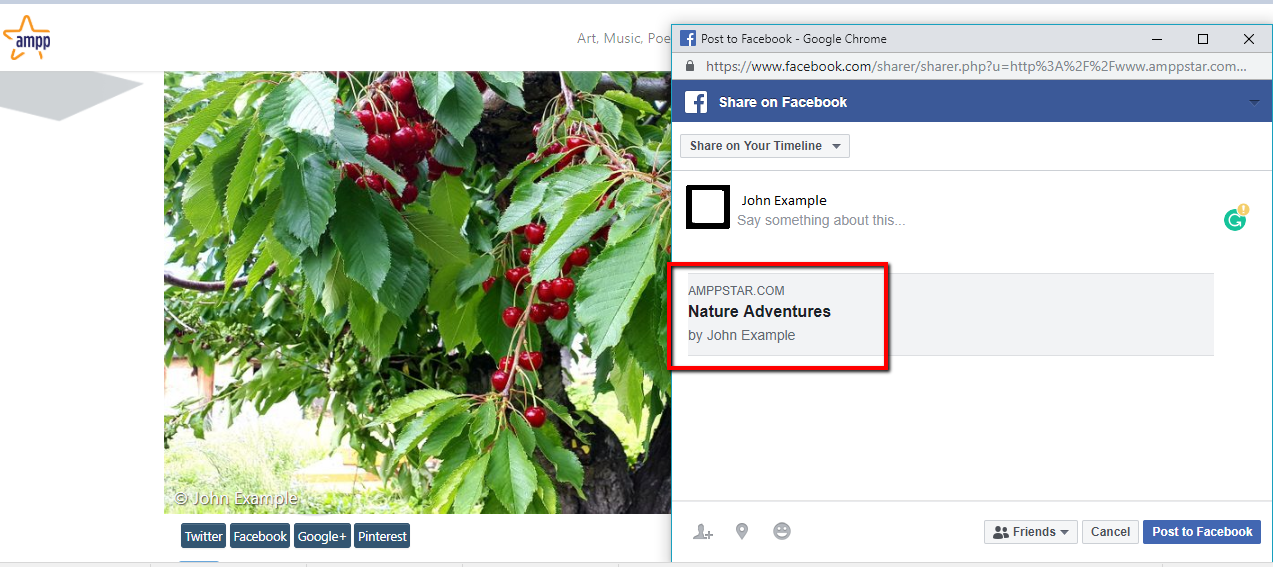 ampp
Art, Music, Poe
Post to Facebook - Google Chrome
https://www.facebook.com/sharer/sharer.php?u=http%3A%2F%2Fwww.amppstar.com...
Share on Facebook
Share on Your Timeline
John Example
Say something about this...
AMPPSTAR.COM
Nature Adventures
by John Example
© John Example
Twitter Facebook Google+ Pinterest
Friends Cancel Post to Facebook